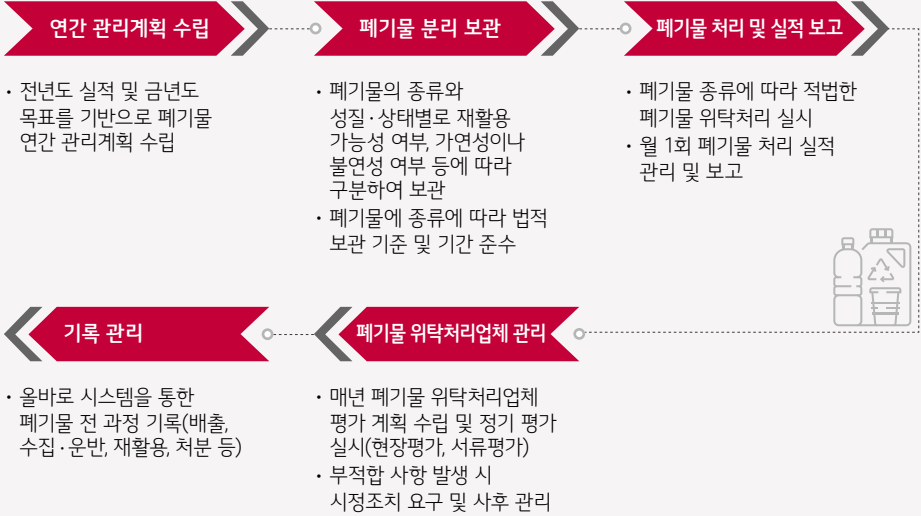 연간 관리계획 수립
· 전년도 실적 및 금년도
목표를 기반으로 폐기물
연간 관리계획 수립
폐기물 분리 보관
· 폐기물의 종류와
성질·상태별로 재활용
가능성 여부, 가연성이나
불연성 여부 등에 따라
구분하여 보관
· 폐기물에 종류에 따라 법적
보관 기준 및 기간 준수
폐기물 처리 및 실적 보고
· 폐기물 종류에 따라 적법한
폐기물 위탁처리 실시
· 월 1회 폐기물 처리 실적
관리 및 보고
폐기물 위탁처리업체 관리
· 매년 폐기물 위탁처리업체
평가 계획 수립 및 정기 평가
실시(현장평가, 서류평가)
· 부적합 사항 발생 시
시정조치 요구 및 사후 관리
기록 관리
· 올바로 시스템을 통한
폐기물 전 과정 기록(배출,
수집·운반, 재활용, 처분 등)